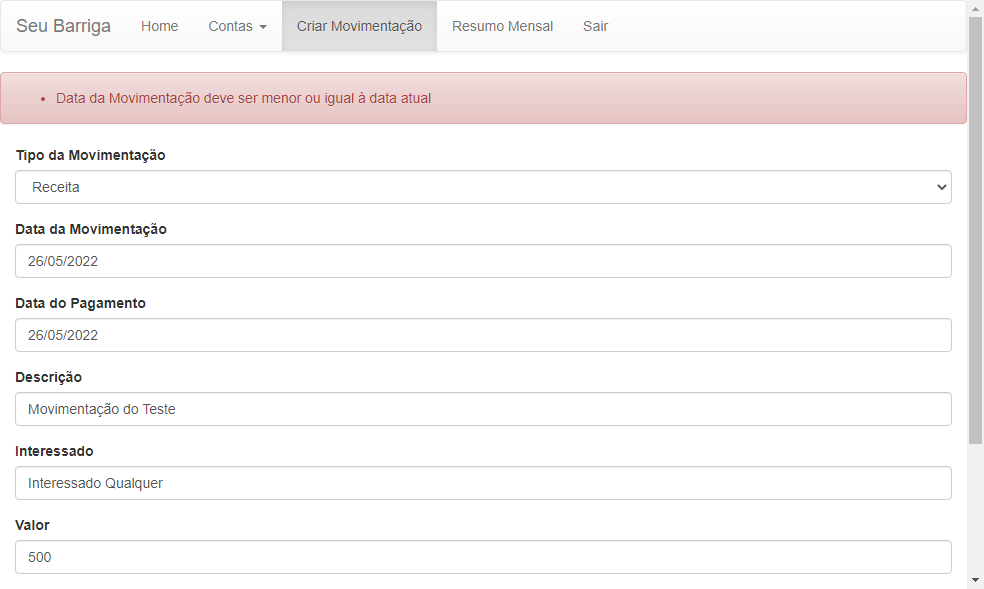 Seu Barriga Home Contas Criar Movimentação Resumo Mensal Sair
Data da Movimentação deve ser menor ou igual à data atual
Tipo da Movimentação
Receita
Data da Movimentação
26/05/2022
Data do Pagamento
26/05/2022
Descrição
Movimentação do Teste
Interessado
Interessado Qualquer
Valor
500